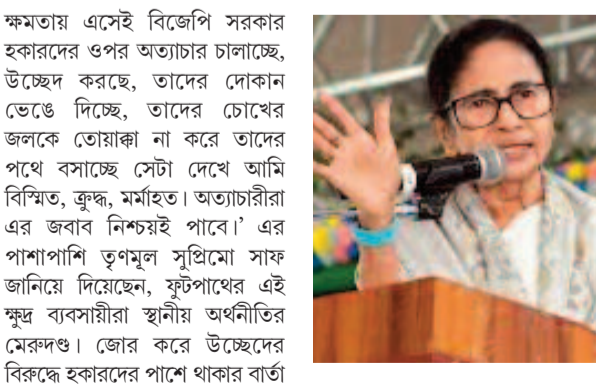 ক্ষমতায় এসেই বিজেপি সরকার
হকারদের ওপর অত্যাচার চালাচ্ছে,
উচ্ছেদ করছে, তাদের দোকান
ভেঙে দিচ্ছে, তাদের চোখের
জলকে তোয়াক্কা না করে তাদের
পথে বসাচ্ছে সেটা দেখে আমি
বিস্মিত, ক্রুদ্ধ, মর্মাহত। অত্যাচারীরা
এর জবাব নিশ্চয়ই পাবে।’ এর
পাশাপাশি তৃণমূল সুপ্রিমো সাফ
জানিয়ে দিয়েছেন, ফুটপাথের এই
ক্ষুদ্র ব্যবসায়ীরা স্থানীয় অর্থনীতির
মেরুদণ্ড। জোর করে উচ্ছেদের
বিরুদ্ধে হকারদের পাশে থাকার বার্তা